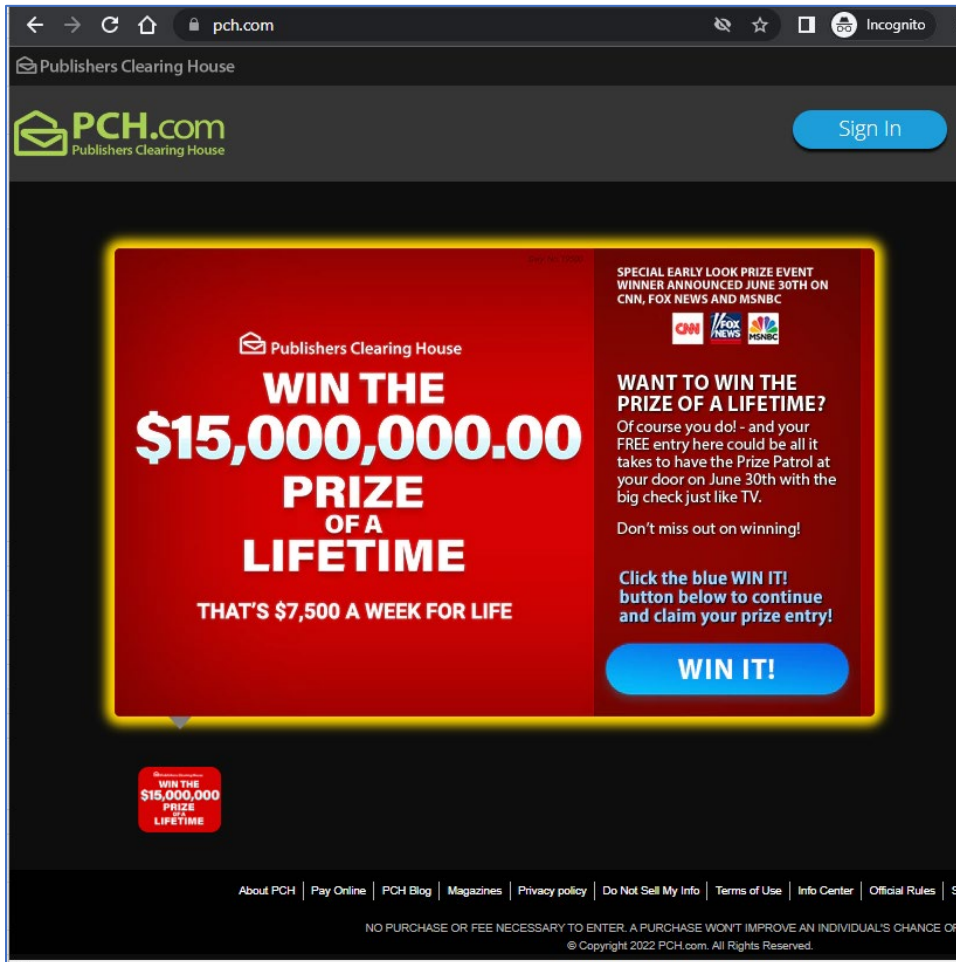 pch.com
Incognito
Publishers Clearing House
PCH.com
Publishers Clearing House
Sign In
Publishers Clearing House
WIN THE
$15,000,000.00
PRIZE
OF A
LIFETIME
THAT'S $7,500 A WEEK FOR LIFE
SPECIAL EARLY LOOK PRIZE EVENT
WINNER ANNOUNCED JUNE 30TH ON
CNN, FOX NEWS AND MSNBC
CNN
FOX
NEWS
MSNBC
WANT TO WIN THE
PRIZE OF A LIFETIME?
Of course you do! - and your
FREE entry here could be all it
takes to have the Prize Patrol at
your door on June 30th with the
big check just like TV.
Don't miss out on winning!
Click the blue WIN IT!
button below to continue
and claim your prize entry!
WIN IT!
WIN THE
$15,000,000
PRIZE
OF A
LIFETIME
About PCH | Pay Online | PCH Blog | Magazines | Privacy policy | Do Not Sell My Info | Terms of Use | Info Center | Official Rules | S
NO PURCHASE OR FEE NECESSARY TO ENTER. A PURCHASE WON'T IMPROVE AN INDIVIDUAL'S CHANCE OF
© Copyright 2022 PCH.com. All Rights Reserved.